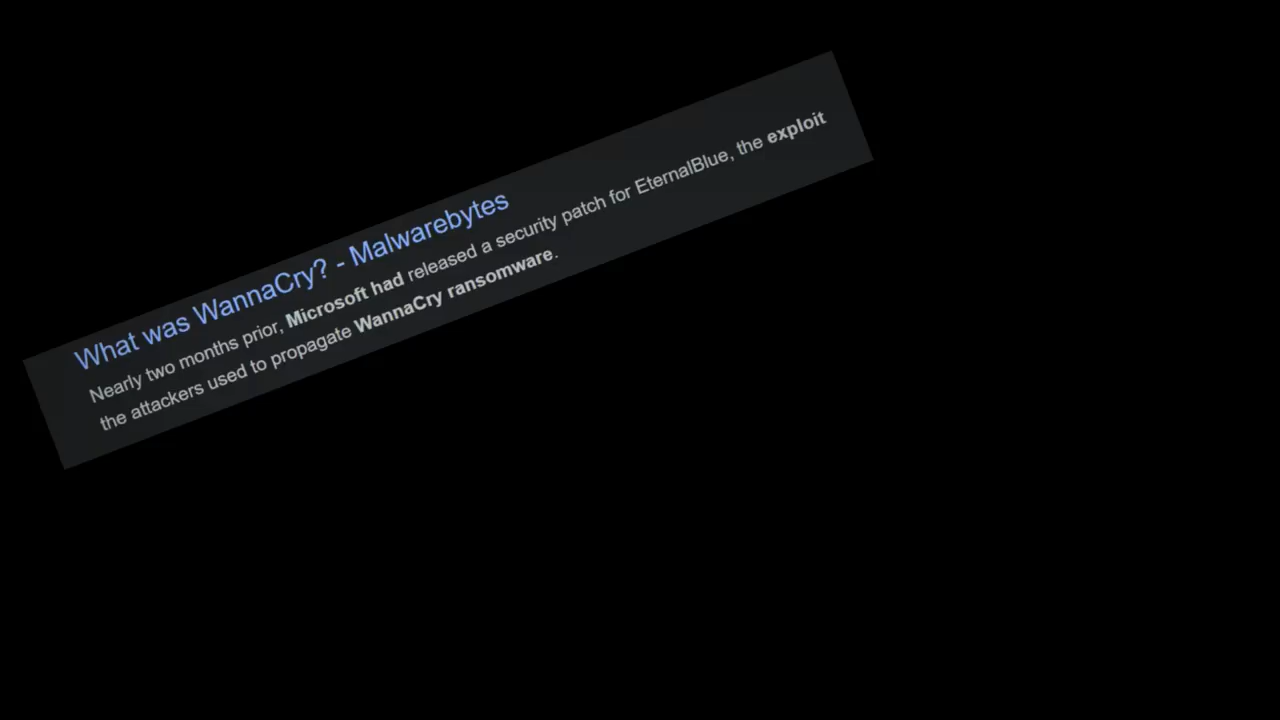 What was WannaCry? - Malwarebytes
Nearly two months prior, Microsoft had released a security patch for EternalBlue, the exploit
the attackers used to propagate WannaCry ransomware.